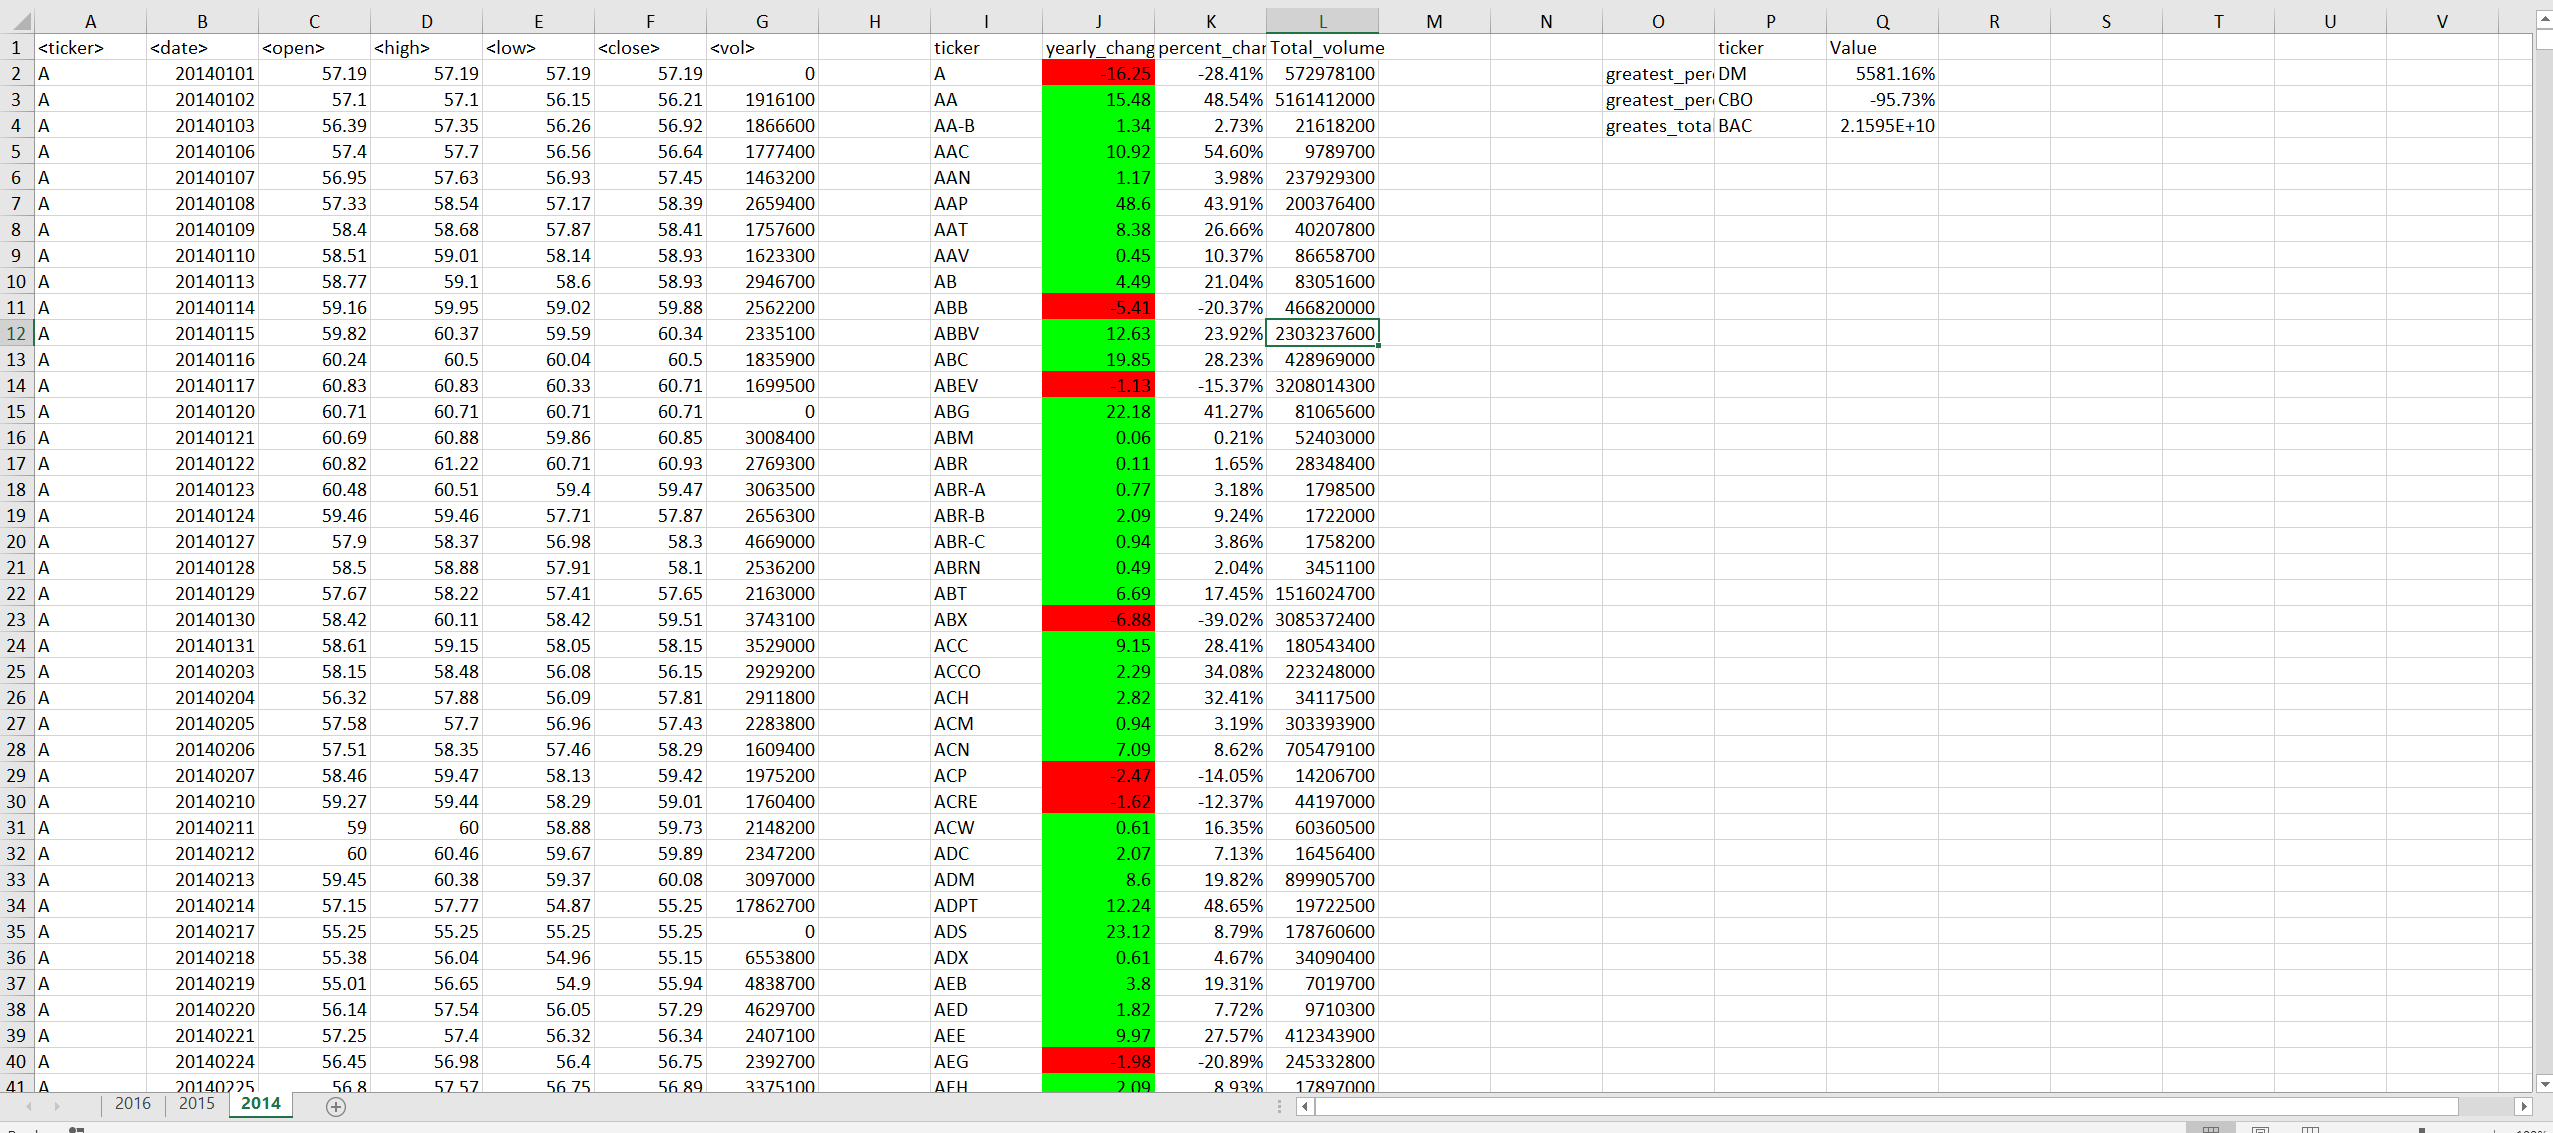 A B C D E F G H I J K L M N O P Q R S T U V
1 <ticker> <date> <open> <high> <low> <close> <vol> ticker yearly_chang percent_char Total_volume ticker Value
2 A 20140101 57.19 57.19 57.19 57.19 0 A -16.25 -28.41% 572978100 greatest_per DM 5581.16%
3 A 20140102 57.1 57.1 56.15 56.21 1916100 AA 15.48 48.54% 5161412000 greatest_per CBO -95.73%
4 A 20140103 56.39 57.35 56.26 56.92 1866600 AA-B 1.34 2.73% 21618200 greates_tota BAC 2.1595E+10
5 A 20140106 57.4 57.7 56.56 56.64 1777400 AAC 10.92 54.60% 9789700
6 A 20140107 56.95 57.63 56.93 57.45 1463200 AAN 1.17 3.98% 237929300
7 A 20140108 57.33 58.54 57.17 58.39 2659400 AAP 48.6 43.91% 200376400
8 A 20140109 58.4 58.68 57.87 58.41 1757600 AAT 8.38 26.66% 40207800
9 A 20140110 58.51 59.01 58.14 58.93 1623300 AAV 0.45 10.37% 86658700
10 A 20140113 58.77 59.1 58.6 58.93 2946700 AB 4.49 21.04% 83051600
11 A 20140114 59.16 59.95 59.02 59.88 2562200 ABB -5.41 -20.37% 466820000
12 A 20140115 59.82 60.37 59.59 60.34 2335100 ABBV 12.63 23.92% 2303237600
13 A 20140116 60.24 60.5 60.04 60.5 1835900 ABC 19.85 28.23% 428969000
14 A 20140117 60.83 60.83 60.33 60.71 1699500 ABEV -1.13 -15.37% 3208014300
15 A 20140120 60.71 60.71 60.71 60.71 0 ABG 22.18 41.27% 81065600
16 A 20140121 60.69 60.88 59.86 60.85 3008400 ABM 0.06 0.21% 52403000
17 A 20140122 60.82 61.22 60.71 60.93 2769300 ABR 0.11 1.65% 28348400
18 A 20140123 60.48 60.51 59.4 59.47 3063500 ABR-A 0.77 3.18% 1798500
19 A 20140124 59.46 59.46 57.71 57.87 2656300 ABR-B 2.09 9.24% 1722000
20 A 20140127 57.9 58.37 56.98 58.3 4669000 ABR-C 0.94 3.86% 1758200
21 A 20140128 58.5 58.88 57.91 58.1 2536200 ABRN 0.49 2.04% 3451100
22 A 20140129 57.67 58.22 57.41 57.65 2163000 ABT 6.69 17.45% 1516024700
23 A 20140130 58.42 60.11 58.42 59.51 3743100 ABX -6.88 -39.02% 3085372400
24 A 20140131 58.61 59.15 58.05 58.15 3529000 ACC 9.15 28.41% 180543400
25 A 20140203 58.15 58.48 56.08 56.15 2929200 ACCO 2.29 34.08% 223248000
26 A 20140204 56.32 57.88 56.09 57.81 2911800 ACH 2.82 32.41% 34117500
27 A 20140205 57.58 57.7 56.96 57.43 2283800 ACM 0.94 3.19% 303393900
28 A 20140206 57.51 58.35 57.46 58.29 1609400 ACN 7.09 8.62% 705479100
29 A 20140207 58.46 59.47 58.13 59.42 1975200 ACP -2.47 -14.05% 14206700
30 A 20140210 59.27 59.44 58.29 59.01 1760400 ACRE -1.62 -12.37% 44197000
31 A 20140211 59 60 58.88 59.73 2148200 ACW 0.61 16.35% 60360500
32 A 20140212 60 60.46 59.67 59.89 2347200 ADC 2.07 7.13% 16456400
33 A 20140213 59.45 60.38 59.37 60.08 3097000 ADM 8.6 19.82% 899905700
34 A 20140214 57.15 57.77 54.87 55.25 17862700 ADPT 12.24 48.65% 19722500
35 A 20140217 55.25 55.25 55.25 55.25 0 ADS 23.12 8.79% 178760600
36 A 20140218 55.38 56.04 54.96 55.15 6553800 ADX 0.61 4.67% 34090400
37 A 20140219 55.01 56.65 54.9 55.94 4838700 AEB 3.8 19.31% 7019700
38 A 20140220 56.14 57.54 56.05 57.29 4629700 AED 1.82 7.72% 9710300
39 A 20140221 57.25 57.4 56.32 56.34 2407100 AEE 9.97 27.57% 412343900
40 A 20140224 56.45 56.98 56.4 56.75 2392700 AEG -1.98 -20.89% 245332800
41 A 20140225 56.8 57.57 56.75 56.89 3375100 AEH 2.09 8.93% 17897000
2016 2015 2014